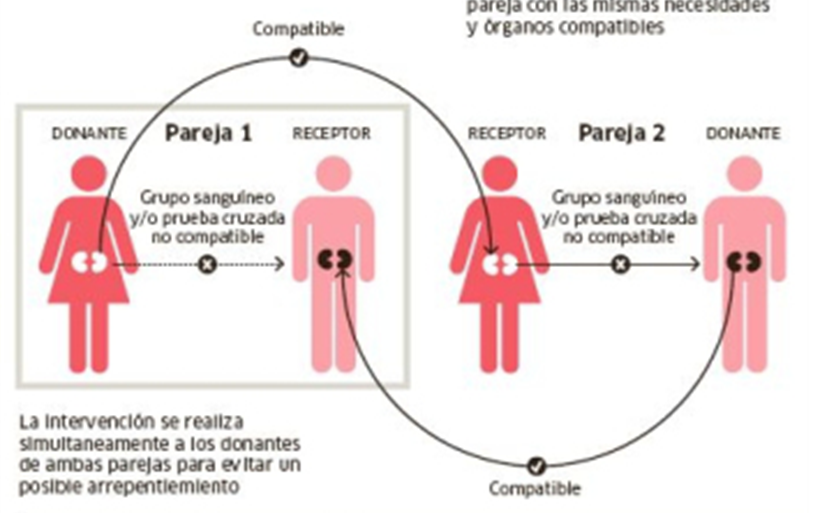 pareja con las mismas necesidades
y órganos compatibles
Compatible
DONANTE
Pareja 1
RECEPTOR
Grupo sanguíneo
y/o prueba cruzada
no compatible
RECEPTOR
Pareja 2
DONANTE
Grupo sanguíneo
y/o prueba cruzada
no compatible
La intervención se realiza
simultaneamente a los donantes
de ambas parejas para evitar un
posible arrepentiemiento
Compatible